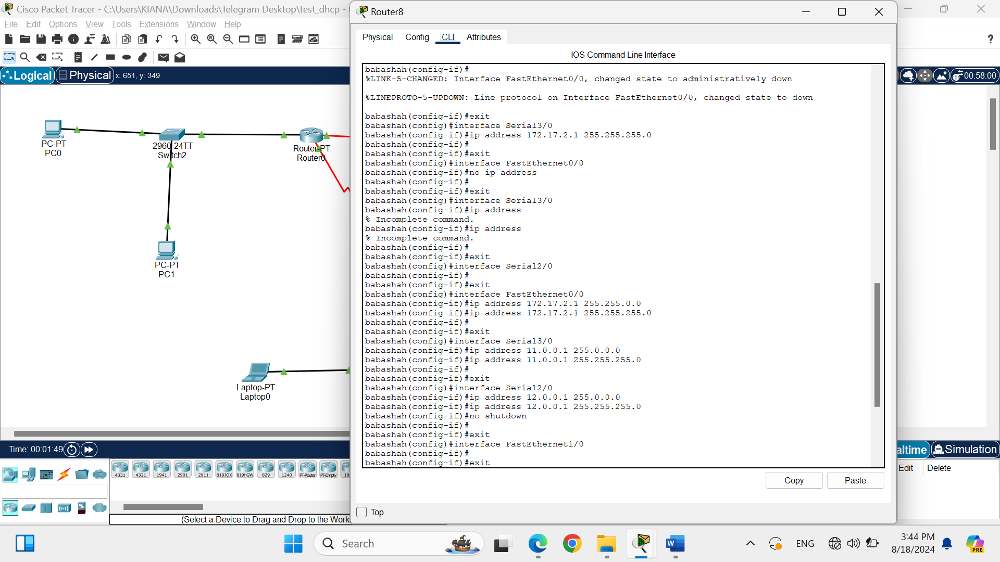 Cisco Packet Tracer - C:\Users\KIANA\Downloads\Telegram Desktop\test_dhcp -
File Edit Options View Tools Extensions Window Help
?
Logical Physical x: 651, y: 349
00:58:00
PC-PT
PC0
2960-24TT
Switch2
Router-PT
Router0
PC-PT
PC1
Laptop-PT
Laptop0
Router8
Physical Config CLI Attributes
IOS Command Line Interface
babashah(config-if)#
%LINK-5-CHANGED: Interface FastEthernet0/0, changed state to administratively down
%LINEPROTO-5-UPDOWN: Line protocol on Interface FastEthernet0/0, changed state to down
babashah(config-if)#exit
babashah(config)#interface Serial3/0
babashah(config-if)#ip address 172.17.2.1 255.255.255.0
babashah(config-if)#
babashah(config-if)#exit
babashah(config)#interface FastEthernet0/0
babashah(config-if)#no ip address
babashah(config-if)#
babashah(config-if)#exit
babashah(config)#interface Serial3/0
babashah(config-if)#ip address
% Incomplete command.
babashah(config-if)#ip address
% Incomplete command.
babashah(config-if)#
babashah(config-if)#exit
babashah(config)#interface Serial2/0
babashah(config-if)#
babashah(config-if)#exit
babashah(config)#interface FastEthernet0/0
babashah(config-if)#ip address 172.17.2.1 255.255.0.0
babashah(config-if)#ip address 172.17.2.1 255.255.255.0
babashah(config-if)#
babashah(config-if)#exit
babashah(config)#interface Serial3/0
babashah(config-if)#ip address 11.0.0.1 255.0.0.0
babashah(config-if)#ip address 11.0.0.1 255.255.255.0
babashah(config-if)#
babashah(config-if)#exit
babashah(config)#interface Serial2/0
babashah(config-if)#ip address 12.0.0.1 255.0.0.0
babashah(config-if)#ip address 12.0.0.1 255.255.255.0
babashah(config-if)#no shutdown
babashah(config-if)#
babashah(config-if)#exit
babashah(config)#interface FastEthernet1/0
babashah(config-if)#
babashah(config-if)#exit
Copy Paste
Top
Time: 00:01:49
altime Simulation
Edit Delete
4331 4321 1941 2901 2911 819IOX 819HGW 829 1240 PT-Router PT-Empty 18
(Select a Device to Drag and Drop to the Work
Search
ENG
3:44 PM
8/18/2024
PRE